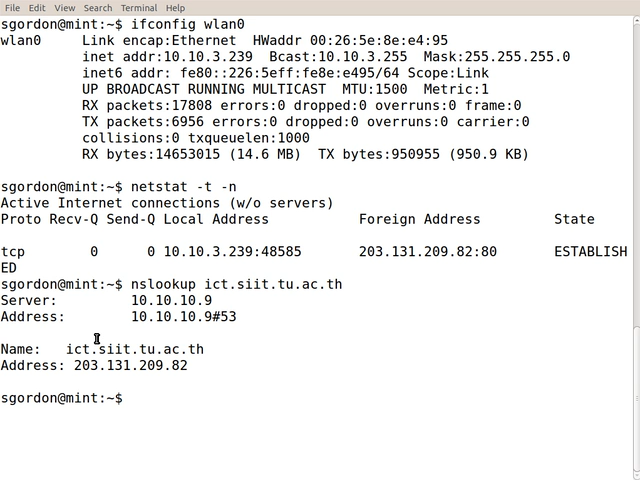 File Edit View Search Terminal Help
sgordon@mint:~$ ifconfig wlan0
wlan0     Link encap:Ethernet  HWaddr 00:26:5e:8e:e4:95
          inet addr:10.10.3.239  Bcast:10.10.3.255  Mask:255.255.255.0
          inet6 addr: fe80::226:5eff:fe8e:e495/64 Scope:Link
          UP BROADCAST RUNNING MULTICAST  MTU:1500  Metric:1
          RX packets:17808 errors:0 dropped:0 overruns:0 frame:0
          TX packets:6956 errors:0 dropped:0 overruns:0 carrier:0
          collisions:0 txqueuelen:1000
          RX bytes:14653015 (14.6 MB)  TX bytes:950955 (950.9 KB)
sgordon@mint:~$ netstat -t -n
Active Internet connections (w/o servers)
Proto Recv-Q Send-Q Local Address           Foreign Address         State
tcp        0      0 10.10.3.239:48585       203.131.209.82:80       ESTABLISH
ED
sgordon@mint:~$ nslookup ict.siit.tu.ac.th
Server:         10.10.10.9
Address:        10.10.10.9#53
Name:   ict.siit.tu.ac.th
Address: 203.131.209.82
sgordon@mint:~$